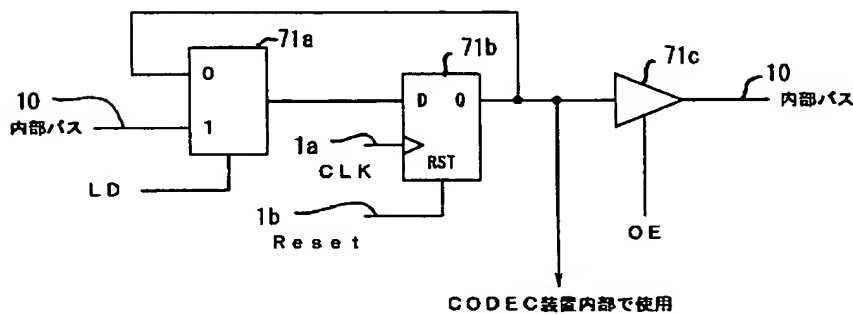 71a
71b
71c
0
10
内部バス
1
D Q
10
内部バス
1a
CLK
RST
LD
1b
Reset
OE
CODEC装置内部で使用